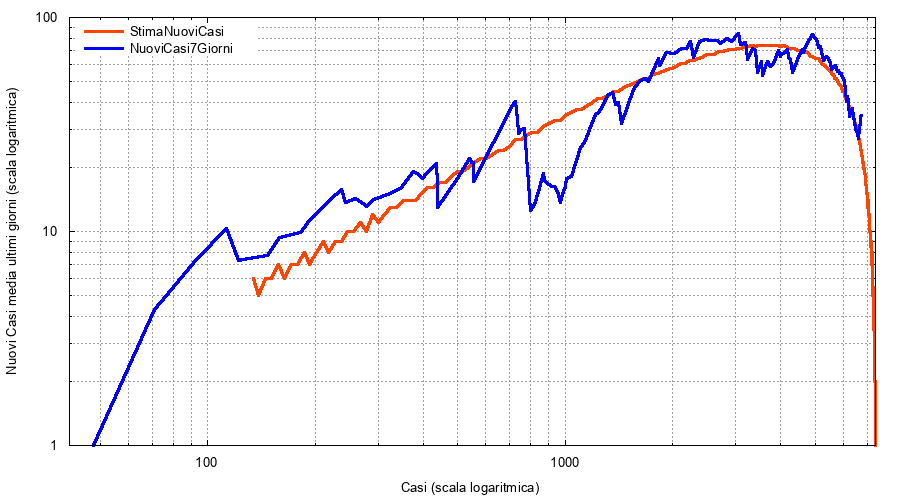 100
StimaNuoviCasi
NuoviCasi7Giorni
Nuovi Casi media ultimi giorni (scala logaritmica)
10
1
100
1000
Casi (scala logaritmica)